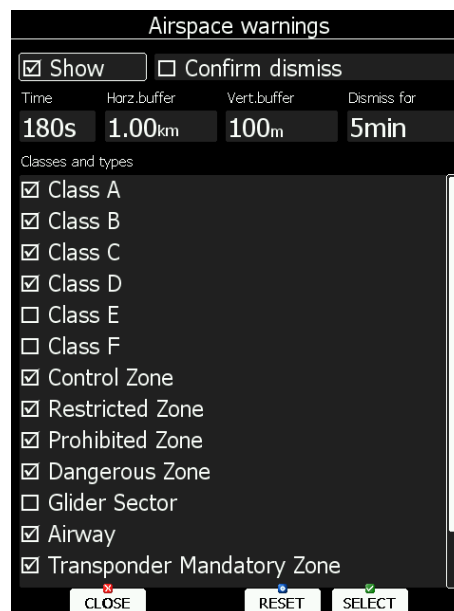 Airspace warnings
Show Confirm dismiss
Time Horz.buffer Vert.buffer Dismiss for
180s 1.00km 100m 5min
Classes and types
Class A
Class B
Class C
Class D
Class E
Class F
Control Zone
Restricted Zone
Prohibited Zone
Dangerous Zone
Glider Sector
Airway
Transponder Mandatory Zone
CLOSE RESET SELECT